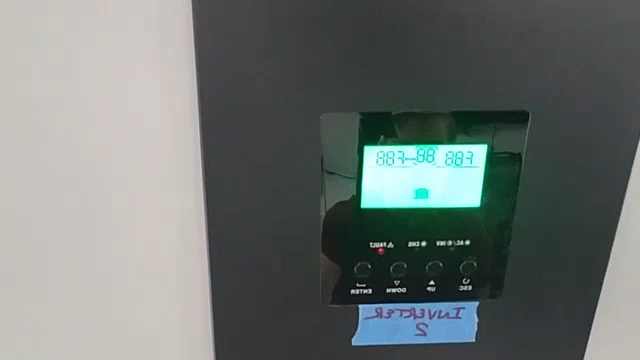 AC/INV CHG FAULT
ESC UP DOWN ENTER
INVERTER
2